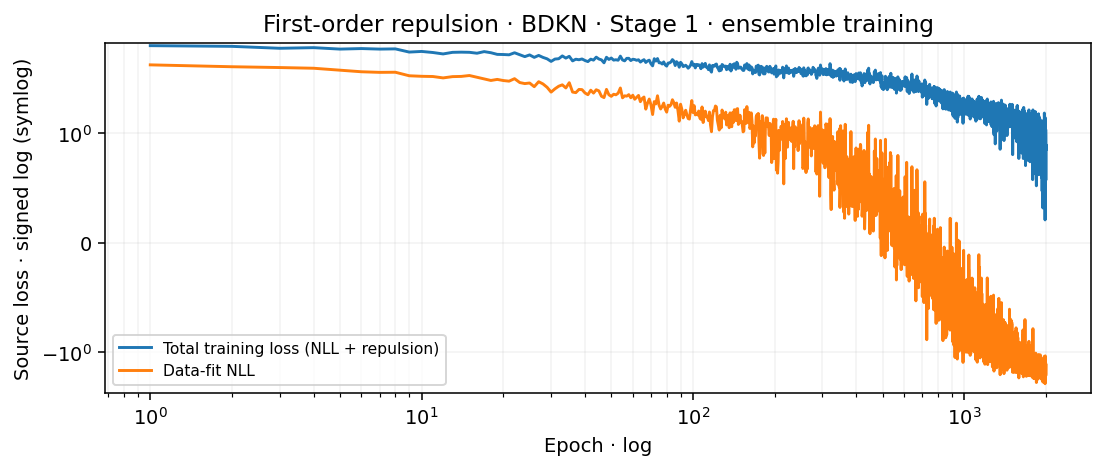 First-order repulsion · BDKN · Stage 1 · ensemble training
Source loss · signed log (symlog)
10⁰
0
−10⁰
Total training loss (NLL + repulsion)
Data-fit NLL
10⁰
10¹
10²
10³
Epoch · log